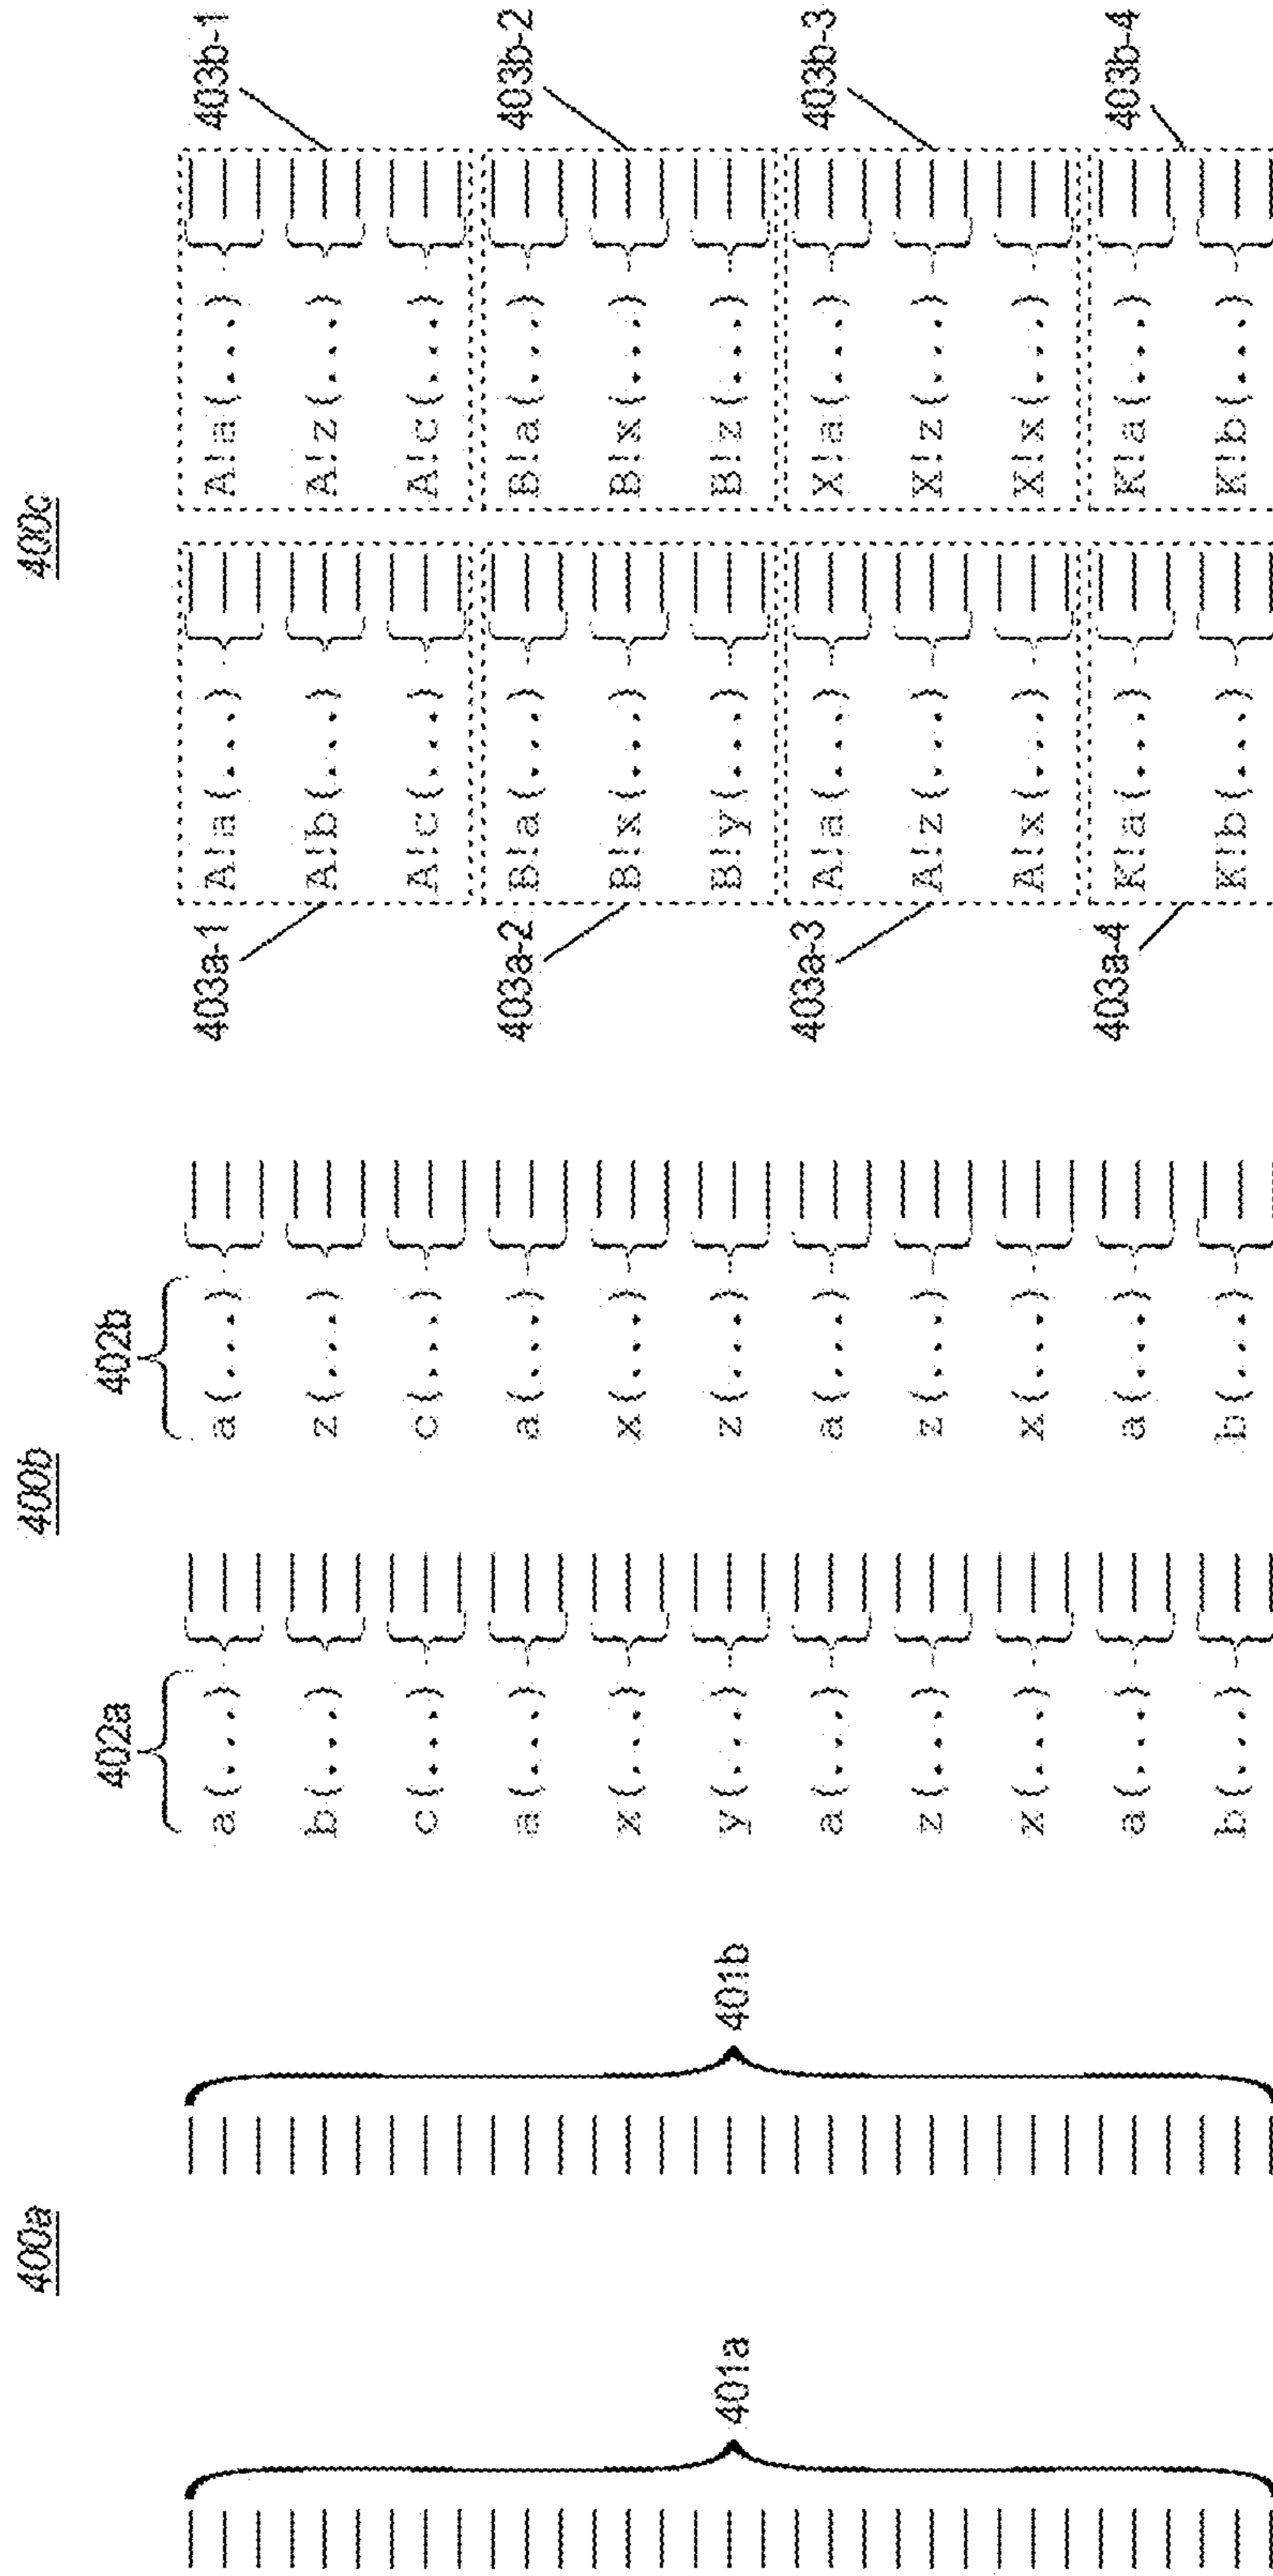 400a 400b 400c
402a 402b
a(...) a(...) 403a-1 A!a(...) A!a(...) 403b-1
b(...) z(...) A!b(...) A!z(...)
c(...) c(...) A!c(...) A!c(...)
a(...) a(...) 403a-2 B!a(...) B!a(...) 403b-2
x(...) x(...) B!x(...) B!x(...)
401a 401b y(...) z(...) B!y(...) B!z(...)
a(...) a(...) 403a-3 A!a(...) X!a(...) 403b-3
z(...) z(...) A!z(...) X!z(...)
x(...) x(...) A!x(...) X!x(...)
a(...) a(...) 403a-4 K!a(...) K!a(...) 403b-4
b(...) b(...) K!b(...) K!b(...)